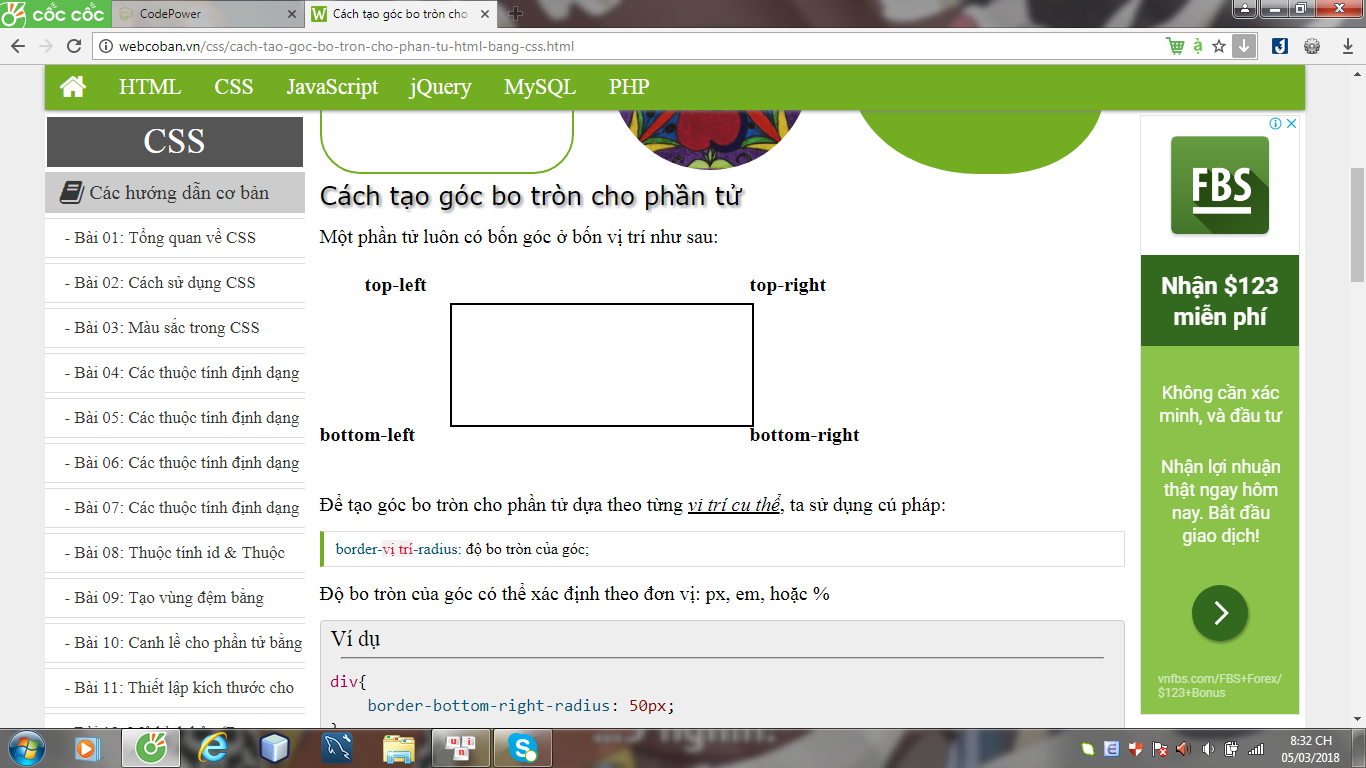 cốc cốc
CodePower
Cách tạo góc bo tròn cho
webcoban.vn/css/cach-tao-goc-bo-tron-cho-phan-tu-html-bang-css.html
HTML CSS JavaScript jQuery MySQL PHP
CSS
Các hướng dẫn cơ bản
- Bài 01: Tổng quan về CSS
- Bài 02: Cách sử dụng CSS
- Bài 03: Màu sắc trong CSS
- Bài 04: Các thuộc tính định dạng
- Bài 05: Các thuộc tính định dạng
- Bài 06: Các thuộc tính định dạng
- Bài 07: Các thuộc tính định dạng
- Bài 08: Thuộc tính id & Thuộc
- Bài 09: Tạo vùng đệm bằng
- Bài 10: Canh lề cho phần tử bằng
- Bài 11: Thiết lập kích thước cho
Cách tạo góc bo tròn cho phần tử
Một phần tử luôn có bốn góc ở bốn vị trí như sau:
top-left top-right
bottom-left bottom-right
Để tạo góc bo tròn cho phần tử dựa theo từng vị trí cụ thể, ta sử dụng cú pháp:
border-vị trí-radius: độ bo tròn của góc;
Độ bo tròn của góc có thể xác định theo đơn vị: px, em, hoặc %
Ví dụ
div{
border-bottom-right-radius: 50px;
FBS
Nhận $123
miễn phí
Không cần xác
minh, và đầu tư
Nhận lợi nhuận
thật ngay hôm
nay. Bắt đầu
giao dịch!
vnfbs.com/FBS+Forex/
$123+Bonus
8:32 CH
05/03/2018